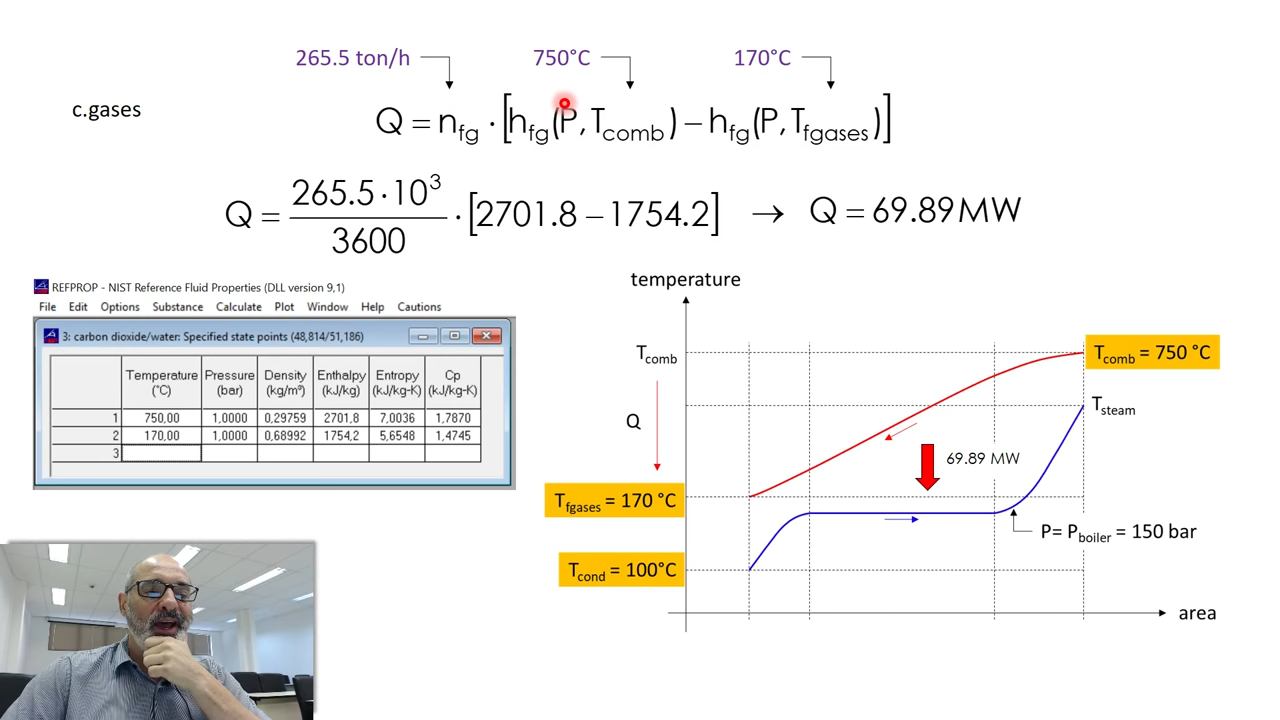 265.5 ton/h 750°C 170°C
c.gases
Q = n_fg · [h_fg(P,T_comb) − h_fg(P,T_fgases)]
Q = 265.5·10³ / 3600 · [2701.8 − 1754.2] → Q = 69.89 MW
REFPROP - NIST Reference Fluid Properties (DLL version 9,1)
File Edit Options Substance Calculate Plot Window Help Cautions
3: carbon dioxide/water: Specified state points (48,814/51,186)
Temperature Pressure Density Enthalpy Entropy Cp
(°C) (bar) (kg/m³) (kJ/kg) (kJ/kg-K) (kJ/kg-K)
1 750,00 1,0000 0,29759 2701,8 7,0036 1,7870
2 170,00 1,0000 0,68992 1754,2 5,6548 1,4745
3
temperature
T_comb
T_comb = 750 °C
T_steam
Q
69.89 MW
T_fgases = 170 °C
P= P_boiler = 150 bar
T_cond = 100°C
area